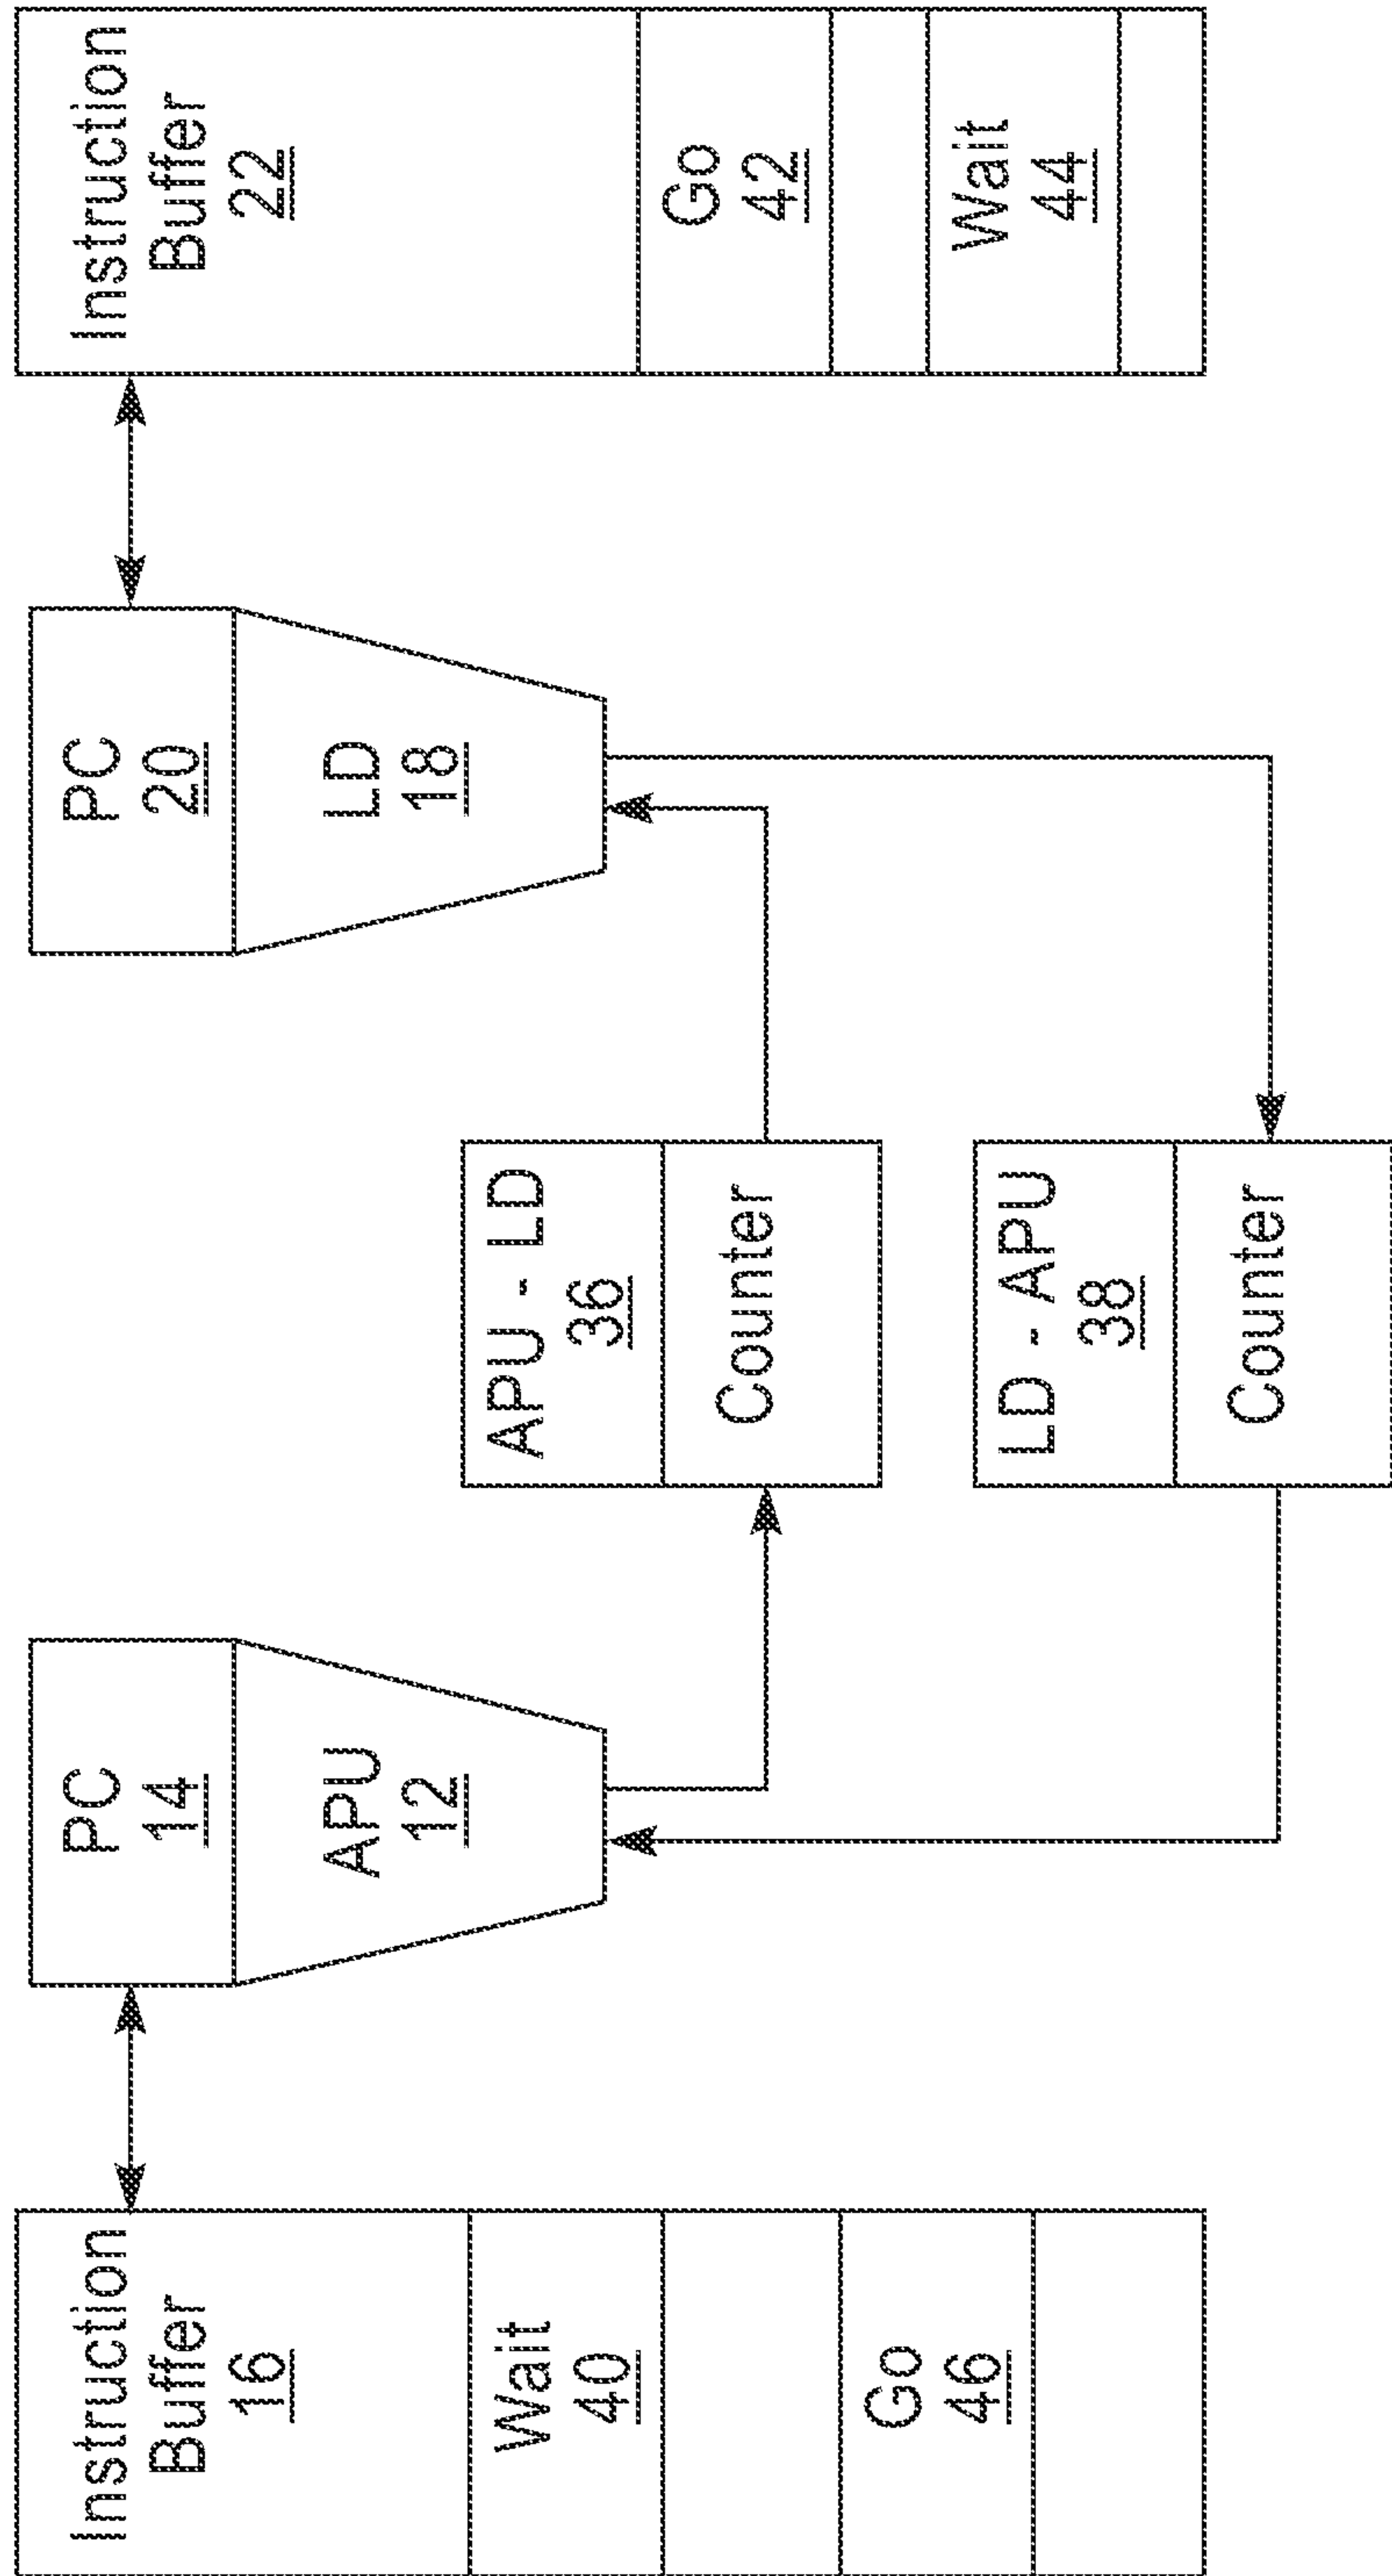 Instruction
Buffer
16
Wait
40
Go
46
PC
14
APU
12
APU - LD
36
Counter
LD - APU
38
Counter
PC
20
LD
18
Instruction
Buffer
22
Go
42
Wait
44